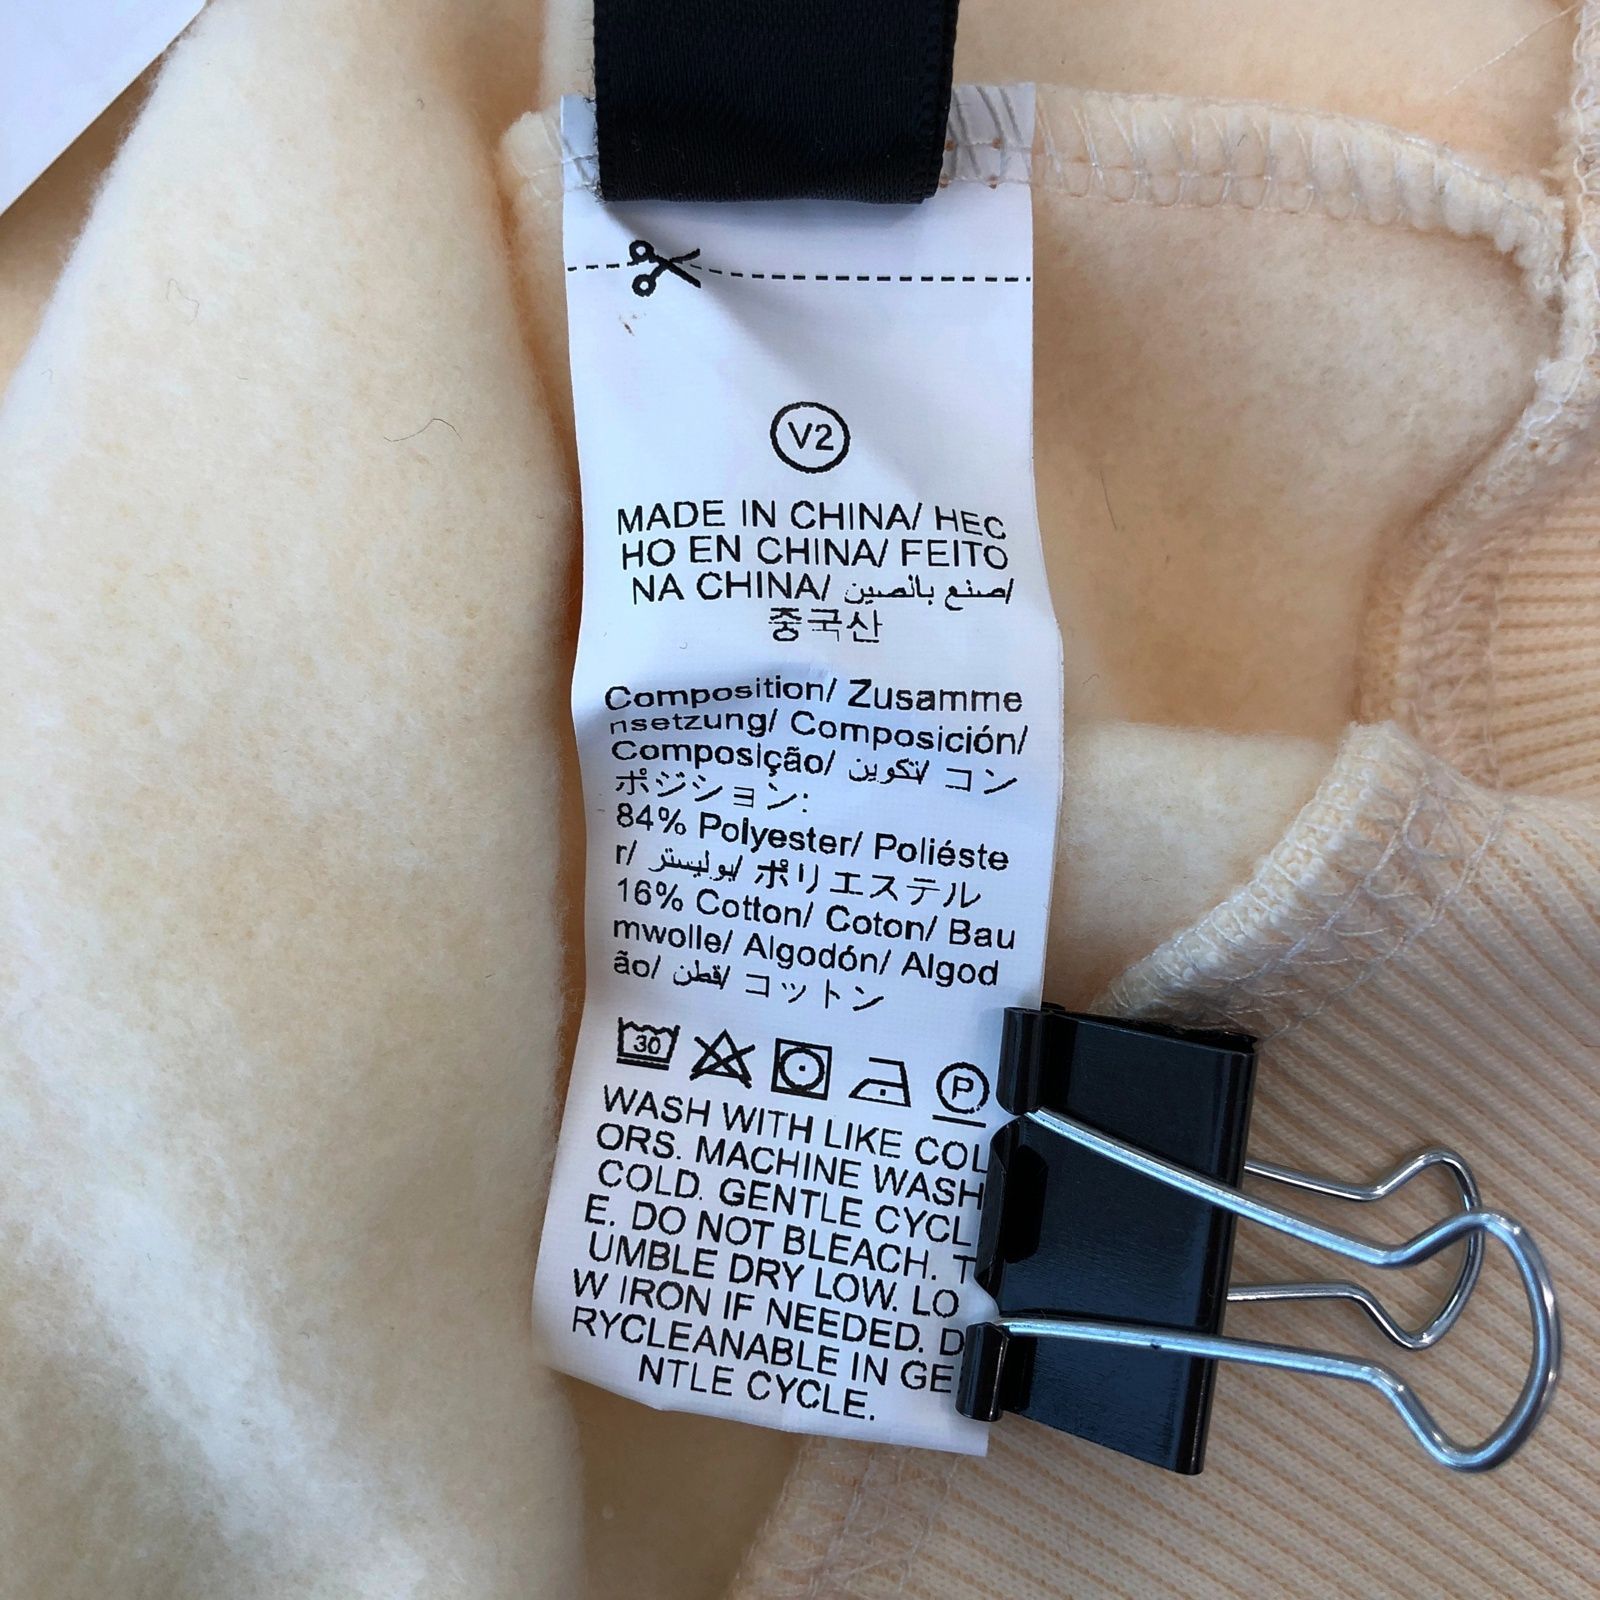 V2
MADE IN CHINA/ HEC
HO EN CHINA/ FEITO
NA CHINA/ صنع بالصين/
중국산
Composition/ Zusamme
nsetzung/ Composición/
Composição/ تكوين/ コン
ポジション:
84% Polyester/ Poliéste
r/ بوليستر/ ポリエステル
16% Cotton/ Coton/ Bau
mwolle/ Algodón/ Algod
ão/ قطن/ コットン
30
P
WASH WITH LIKE COL
ORS. MACHINE WASH
COLD. GENTLE CYCL
E. DO NOT BLEACH. T
UMBLE DRY LOW. LO
W IRON IF NEEDED. D
RYCLEANABLE IN GE
NTLE CYCLE.